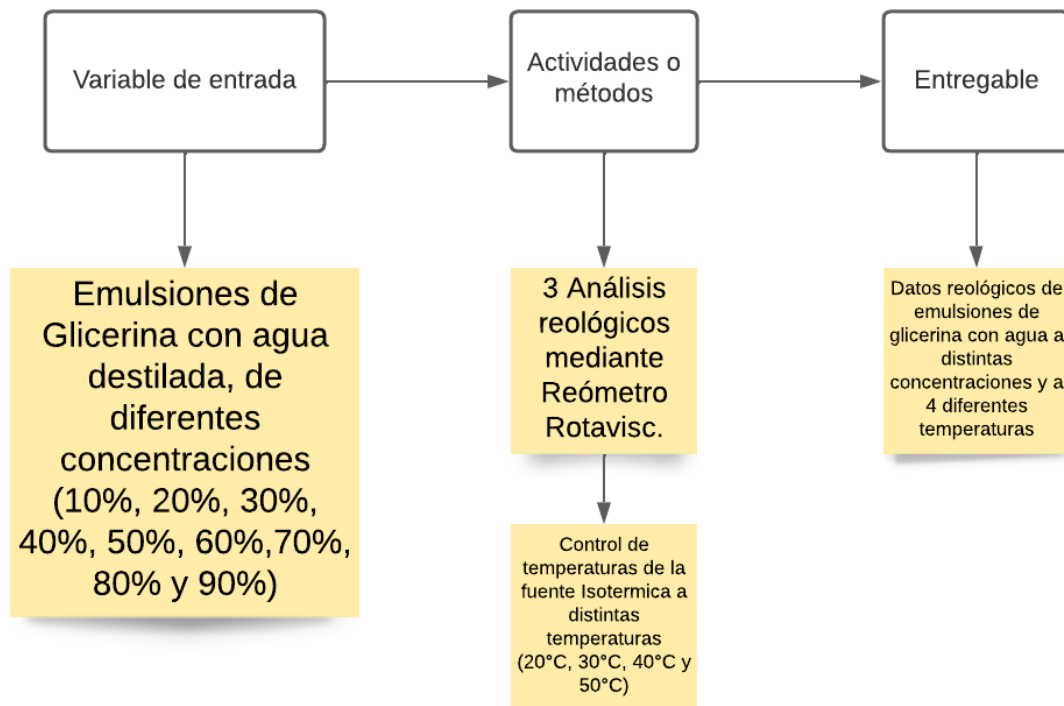 Variable de entrada
Actividades o
métodos
Entregable
Emulsiones de
Glicerina con agua
destilada, de
diferentes
concentraciones
(10%, 20%, 30%,
40%, 50%, 60%,70%,
80% y 90%)
3 Análisis
reológicos
mediante
Reómetro
Rotavisc.
Control de
temperaturas de la
fuente Isotermica a
distintas
temperaturas
(20°C, 30°C, 40°C y
50°C)
Datos reológicos de
emulsiones de
glicerina con agua a
distintas
concentraciones y a
4 diferentes
temperaturas